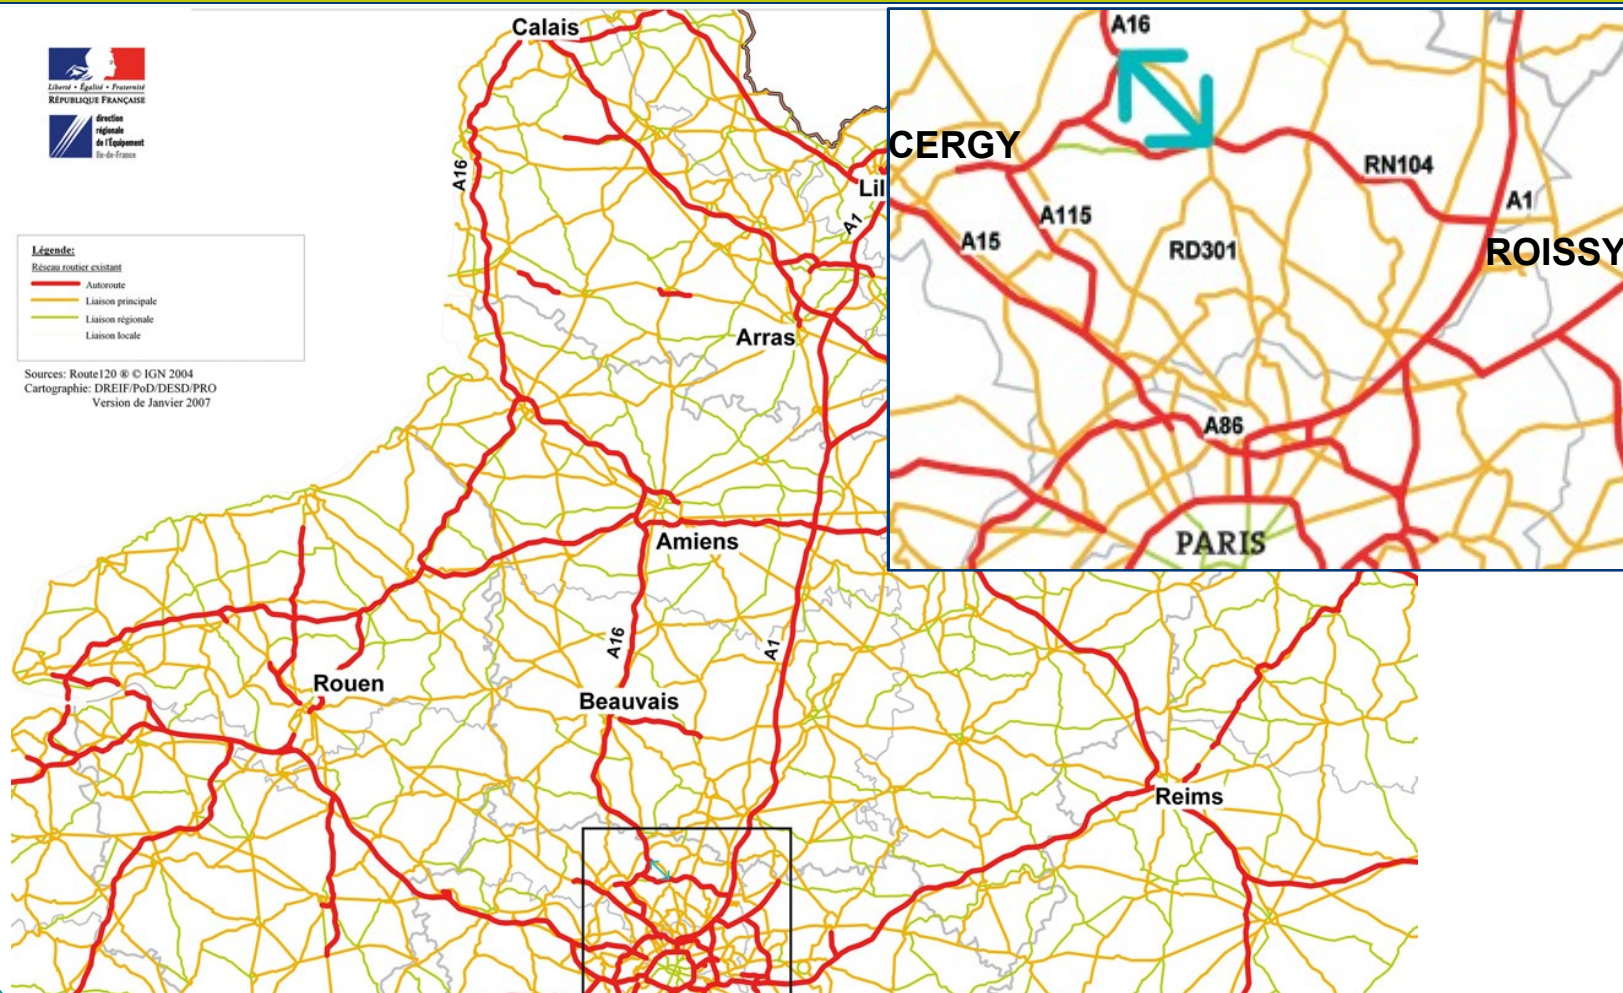 Liberté • Égalité • Fraternité
RÉPUBLIQUE FRANÇAISE
direction
régionale
de l'Équipement
Ile-de-France
Légende:
Réseau routier existant
Autoroute
Liaison principale
Liaison régionale
Liaison locale
Sources: Route120 ® © IGN 2004
Cartographie: DREIF/PoD/DESD/PRO
Version de Janvier 2007
Calais
A16
Lil
A1
Arras
Amiens
A16
A1
Rouen
Beauvais
Reims
A16
CERGY
RN104
A115
A1
A15
RD301
ROISSY
A86
PARIS